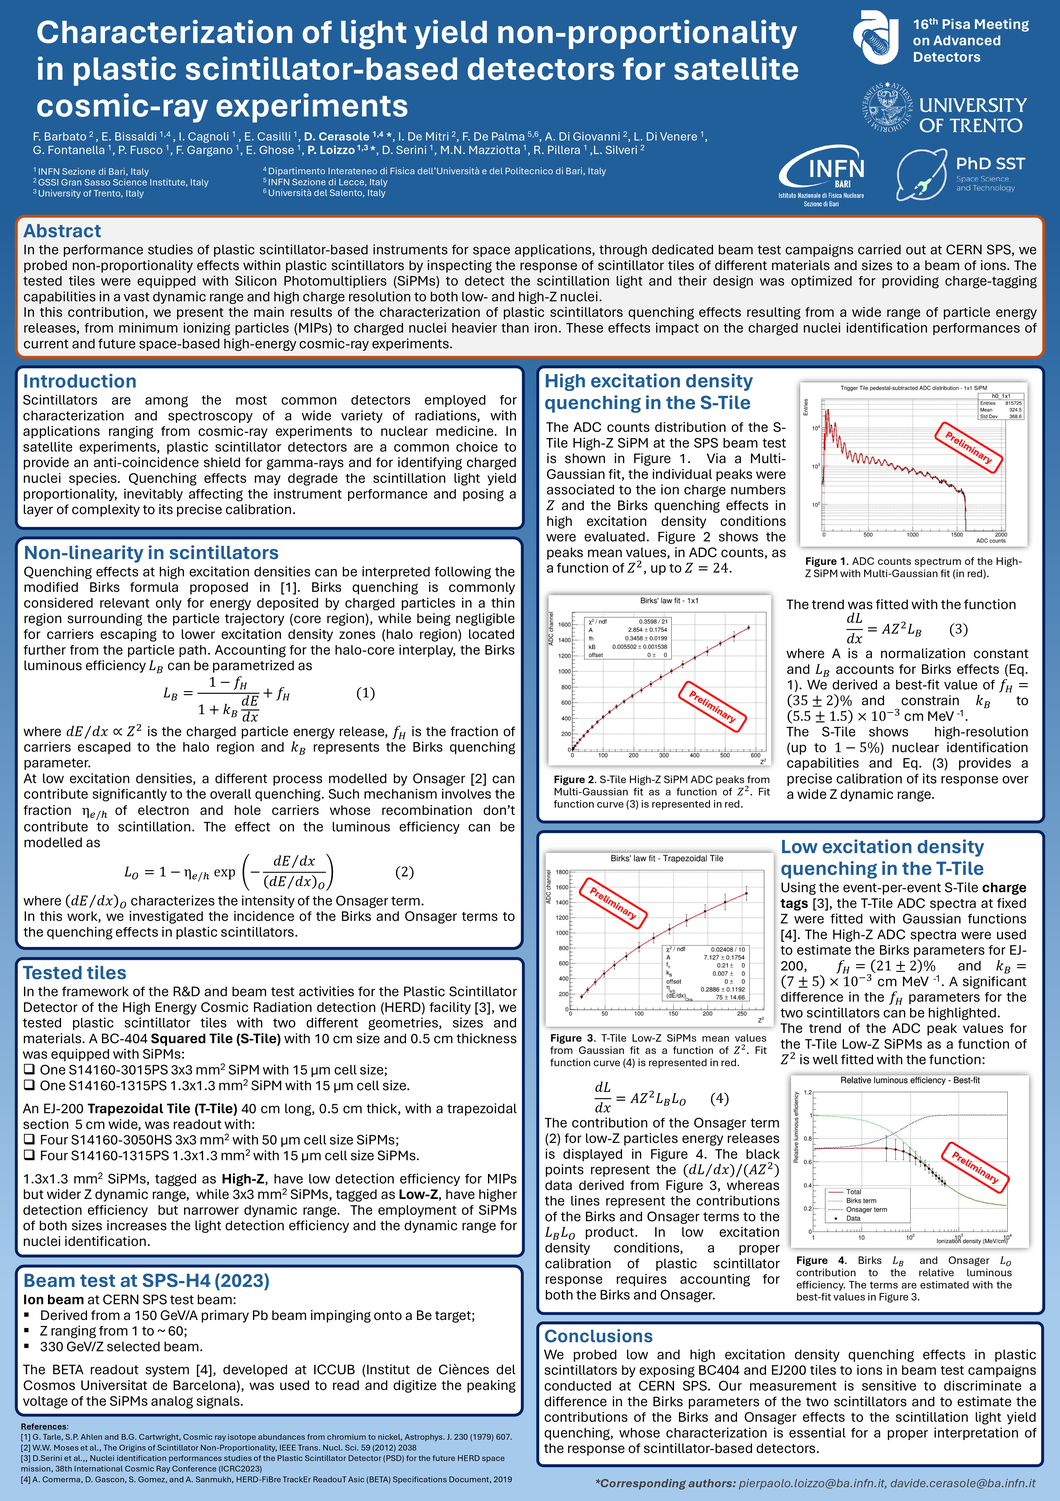 Characterization of light yield non-proportionality
in plastic scintillator-based detectors for satellite
cosmic-ray experiments
16th Pisa Meeting
on Advanced
Detectors
UNIVERSITY
OF TRENTO
F. Barbato 2 , E. Bissaldi 1,4 , I. Cagnoli 1 , E. Casilli 1, D. Cerasole 1,4 *, I. De Mitri 2, F. De Palma 5,6, A. Di Giovanni 2, L. Di Venere 1,
G. Fontanella 1, P. Fusco 1, F. Gargano 1, E. Ghose 1, P. Loizzo 1,3 *, D. Serini 1, M.N. Mazziotta 1, R. Pillera 1 ,L. Silveri 2
1 INFN Sezione di Bari, Italy
2 GSSI Gran Sasso Science Institute, Italy
3 University of Trento, Italy
4 Dipartimento Interateneo di Fisica dell'Università e del Politecnico di Bari, Italy
5 INFN Sezione di Lecce, Italy
6 Università del Salento, Italy
INFN
BARI
Istituto Nazionale di Fisica Nucleare
Sezione di Bari
PhD SST
Space Science
and Technology
Abstract
In the performance studies of plastic scintillator-based instruments for space applications, through dedicated beam test campaigns carried out at CERN SPS, we
probed non-proportionality effects within plastic scintillators by inspecting the response of scintillator tiles of different materials and sizes to a beam of ions. The
tested tiles were equipped with Silicon Photomultipliers (SiPMs) to detect the scintillation light and their design was optimized for providing charge-tagging
capabilities in a vast dynamic range and high charge resolution to both low- and high-Z nuclei.
In this contribution, we present the main results of the characterization of plastic scintillators quenching effects resulting from a wide range of particle energy
releases, from minimum ionizing particles (MIPs) to charged nuclei heavier than iron. These effects impact on the charged nuclei identification performances of
current and future space-based high-energy cosmic-ray experiments.
Introduction
Scintillators are among the most common detectors employed for
characterization and spectroscopy of a wide variety of radiations, with
applications ranging from cosmic-ray experiments to nuclear medicine. In
satellite experiments, plastic scintillator detectors are a common choice to
provide an anti-coincidence shield for gamma-rays and for identifying charged
nuclei species. Quenching effects may degrade the scintillation light yield
proportionality, inevitably affecting the instrument performance and posing a
layer of complexity to its precise calibration.
Non-linearity in scintillators
Quenching effects at high excitation densities can be interpreted following the
modified Birks formula proposed in [1]. Birks quenching is commonly
considered relevant only for energy deposited by charged particles in a thin
region surrounding the particle trajectory (core region), while being negligible
for carriers escaping to lower excitation density zones (halo region) located
further from the particle path. Accounting for the halo-core interplay, the Birks
luminous efficiency L_B can be parametrized as
L_B = (1 − f_H)/(1 + k_B dE/dx) + f_H (1)
where dE/dx ∝ Z² is the charged particle energy release, f_H is the fraction of
carriers escaped to the halo region and k_B represents the Birks quenching
parameter.
At low excitation densities, a different process modelled by Onsager [2] can
contribute significantly to the overall quenching. Such mechanism involves the
fraction η_e/h of electron and hole carriers whose recombination don't
contribute to scintillation. The effect on the luminous efficiency can be
modelled as
L_O = 1 − η_e/h exp (− dE/dx / (dE/dx)_O) (2)
where (dE/dx)_O characterizes the intensity of the Onsager term.
In this work, we investigated the incidence of the Birks and Onsager terms to
the quenching effects in plastic scintillators.
Tested tiles
In the framework of the R&D and beam test activities for the Plastic Scintillator
Detector of the High Energy Cosmic Radiation detection (HERD) facility [3], we
tested plastic scintillator tiles with two different geometries, sizes and
materials. A BC-404 Squared Tile (S-Tile) with 10 cm size and 0.5 cm thickness
was equipped with SiPMs:
❑ One S14160-3015PS 3x3 mm² SiPM with 15 µm cell size;
❑ One S14160-1315PS 1.3x1.3 mm² SiPM with 15 µm cell size.
An EJ-200 Trapezoidal Tile (T-Tile) 40 cm long, 0.5 cm thick, with a trapezoidal
section 5 cm wide, was readout with:
❑ Four S14160-3050HS 3x3 mm² with 50 µm cell size SiPMs;
❑ Four S14160-1315PS 1.3x1.3 mm² with 15 µm cell size SiPMs.
1.3x1.3 mm² SiPMs, tagged as High-Z, have low detection efficiency for MIPs
but wider Z dynamic range, while 3x3 mm² SiPMs, tagged as Low-Z, have higher
detection efficiency but narrower dynamic range. The employment of SiPMs
of both sizes increases the light detection efficiency and the dynamic range for
nuclei identification.
Beam test at SPS-H4 (2023)
Ion beam at CERN SPS test beam:
▪ Derived from a 150 GeV/A primary Pb beam impinging onto a Be target;
▪ Z ranging from 1 to ~ 60;
▪ 330 GeV/Z selected beam.
The BETA readout system [4], developed at ICCUB (Institut de Ciènces del
Cosmos Universitat de Barcelona), was used to read and digitize the peaking
voltage of the SiPMs analog signals.
References:
[1] G. Tarle, S.P. Ahlen and B.G. Cartwright, Cosmic ray isotope abundances from chromium to nickel, Astrophys. J. 230 (1979) 607.
[2] W.W. Moses et al., The Origins of Scintillator Non-Proportionality, IEEE Trans. Nucl. Sci. 59 (2012) 2038
[3] D.Serini et al.,, Nuclei identification performances studies of the Plastic Scintillator Detector (PSD) for the future HERD space
mission, 38th International Cosmic Ray Conference (ICRC2023)
[4] A. Comerma, D. Gascon, S. Gomez, and A. Sanmukh, HERD-FiBre TrackEr ReadouT Asic (BETA) Specifications Document, 2019
High excitation density
quenching in the S-Tile
The ADC counts distribution of the S-
Tile High-Z SiPM at the SPS beam test
is shown in Figure 1. Via a Multi-
Gaussian fit, the individual peaks were
associated to the ion charge numbers
Z and the Birks quenching effects in
high excitation density conditions
were evaluated. Figure 2 shows the
peaks mean values, in ADC counts, as
a function of Z², up to Z = 24.
Trigger Tile pedestal-subtracted ADC distribution - 1x1 SiPM
h0_1x1
Entries 815725
Mean 324.5
Std Dev 368.6
Entries
10⁴
10³
10²
0 500 1000 1500 2000
ADC counts
Preliminary
Figure 1. ADC counts spectrum of the High-
Z SiPM with Multi-Gaussian fit (in red).
Birks' law fit - 1x1
ADC channel
χ² / ndf 0.3598 / 21
A 2.854 ± 0.1754
fh 0.3458 ± 0.0199
kB 0.005502 ± 0.001538
offset 0 ± 0
1600
1400
1200
1000
800
600
400
200
0
0 100 200 300 400 500 600
Z²
Preliminary
Figure 2. S-Tile High-Z SiPM ADC peaks from
Multi-Gaussian fit as a function of Z². Fit
function curve (3) is represented in red.
The trend was fitted with the function
dL/dx = AZ²L_B (3)
where A is a normalization constant
and L_B accounts for Birks effects (Eq.
1). We derived a best-fit value of f_H =
(35 ± 2)% and constrain k_B to
(5.5 ± 1.5) × 10⁻³ cm MeV ⁻¹.
The S-Tile shows high-resolution
(up to 1 − 5%) nuclear identification
capabilities and Eq. (3) provides a
precise calibration of its response over
a wide Z dynamic range.
Birks' law fit - Trapezoidal Tile
ADC channel
1800
1600
1400
1200
1000
800
600
400
200
0
0 50 100 150 200 250
Z²
Preliminary
χ² / ndf 0.02408 / 10
A 7.127 ± 0.1754
0.21 ± 0
k_B 0.007 ± 0
offset 0 ± 0
0.2886 ± 0.1192
75 ± 14.66
Figure 3. T-Tile Low-Z SiPMs mean values
from Gaussian fit as a function of Z². Fit
function curve (4) is represented in red.
dL/dx = AZ²L_BL_O (4)
The contribution of the Onsager term
(2) for low-Z particles energy releases
is displayed in Figure 4. The black
points represent the (dL/dx)/(AZ²)
data derived from Figure 3, whereas
the lines represent the contributions
of the Birks and Onsager terms to the
L_BL_O product. In low excitation
density conditions, a proper
calibration of plastic scintillator
response requires accounting for
both the Birks and Onsager.
Low excitation density
quenching in the T-Tile
Using the event-per-event S-Tile charge
tags [3], the T-Tile ADC spectra at fixed
Z were fitted with Gaussian functions
[4]. The High-Z ADC spectra were used
to estimate the Birks parameters for EJ-
200, f_H = (21 ± 2)% and k_B =
(7 ± 5) × 10⁻³ cm MeV ⁻¹. A significant
difference in the f_H parameters for the
two scintillators can be highlighted.
The trend of the ADC peak values for
the T-Tile Low-Z SiPMs as a function of
Z² is well fitted with the function:
Relative luminous efficiency - Best-fit
Relative luminous efficiency
1.2
1
0.8
0.6
0.4
0.2
0
Total
Birks term
Onsager term
Data
1 10 10² 10³ 10⁴
Ionization density (MeV/cm)
Preliminary
Figure 4. Birks L_B and Onsager L_O
contribution to the relative luminous
efficiency. The terms are estimated with the
best-fit values in Figure 3.
Conclusions
We probed low and high excitation density quenching effects in plastic
scintillators by exposing BC404 and EJ200 tiles to ions in beam test campaigns
conducted at CERN SPS. Our measurement is sensitive to discriminate a
difference in the Birks parameters of the two scintillators and to estimate the
contributions of the Birks and Onsager effects to the scintillation light yield
quenching, whose characterization is essential for a proper interpretation of
the response of scintillator-based detectors.
*Corresponding authors: pierpaolo.loizzo@ba.infn.it, davide.cerasole@ba.infn.it